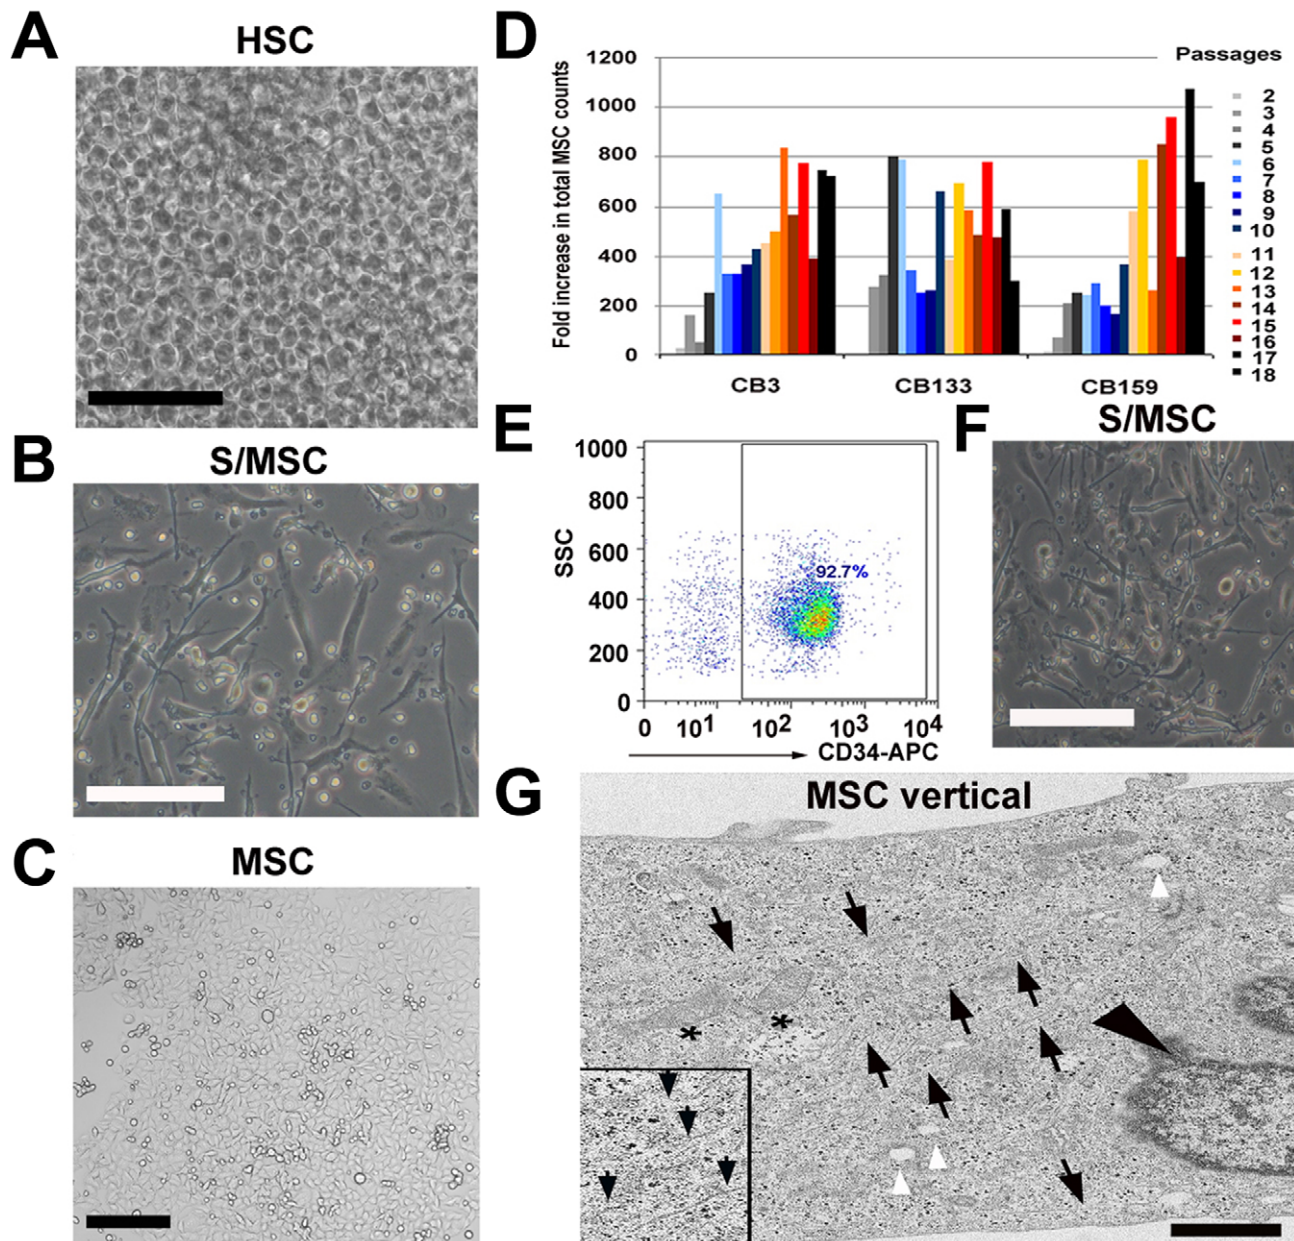 A
HSC
B
S/MSC
C
MSC
D
Fold increase in total MSC counts
1200
1000
800
600
400
200
0
CB3
CB133
CB159
Passages
2
3
4
5
6
7
8
9
10
11
12
13
14
15
16
17
18
E
SSC
1000
800
600
400
200
0
92.7%
0
10¹
10²
10³
10⁴
CD34-APC
F
S/MSC
G
MSC vertical
*
*